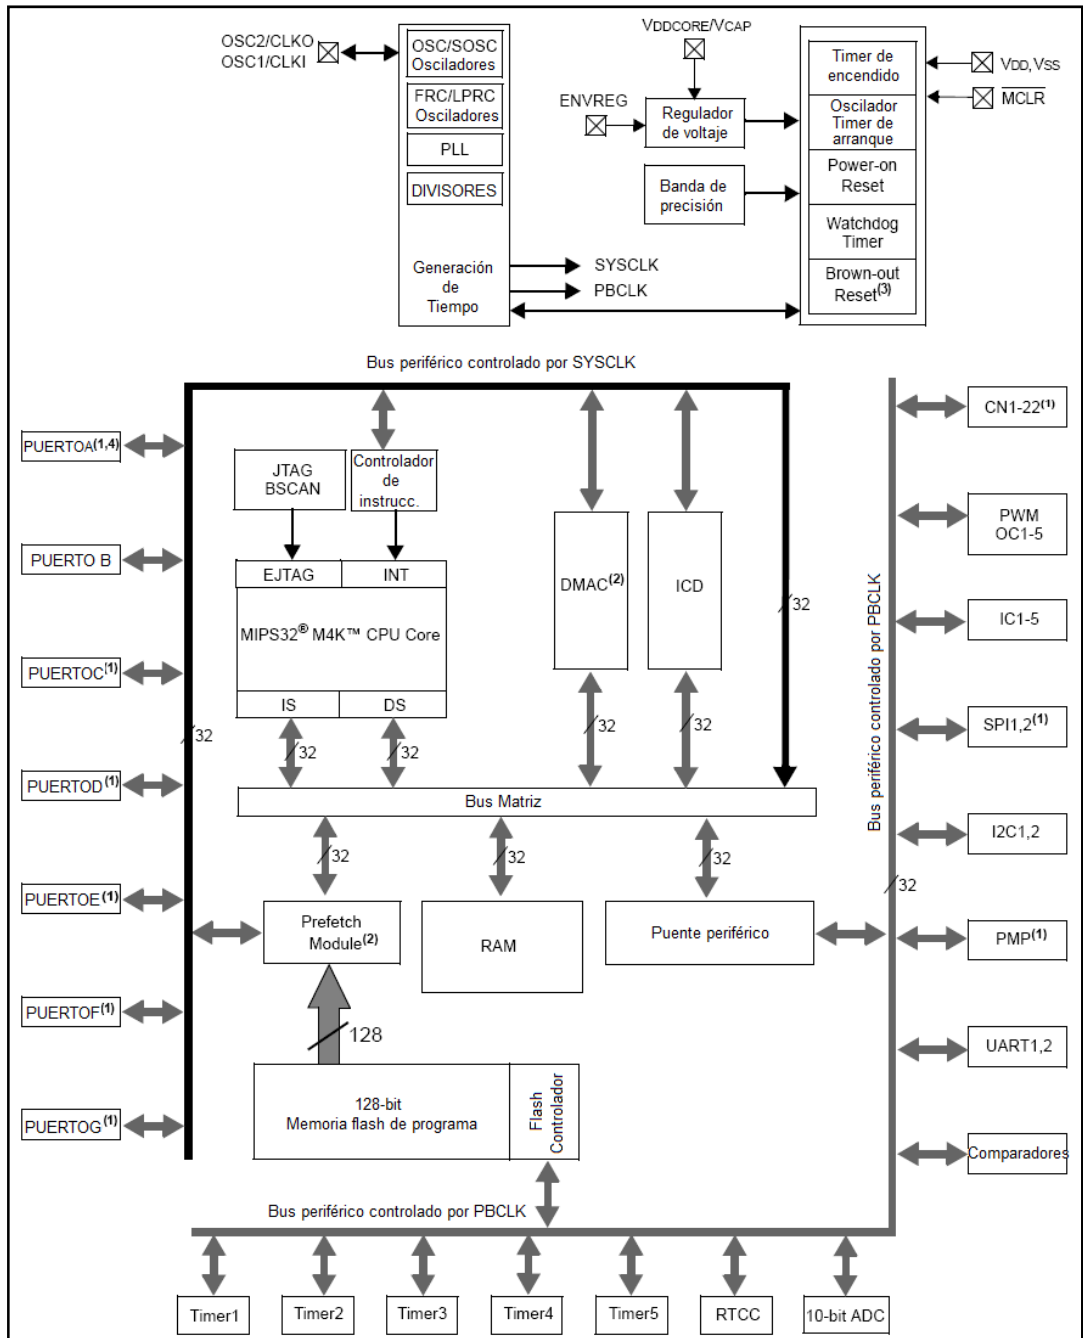 OSC2/CLKO
OSC1/CLKI
OSC/SOSC
Osciladores
FRC/LPRC
Osciladores
PLL
DIVISORES
Generación
de
Tiempo
SYSCLK
PBCLK
VDDCORE/VCAP
ENVREG
Regulador
de voltaje
Banda de
precisión
Timer de
encendido
Oscilador
Timer de
arranque
Power-on
Reset
Watchdog
Timer
Brown-out
Reset(3)
VDD, VSS
MCLR
Bus periférico controlado por SYSCLK
PUERTOA(1,4)
PUERTO B
PUERTOC(1)
PUERTOD(1)
PUERTOE(1)
PUERTOF(1)
PUERTOG(1)
32
JTAG
BSCAN
Controlador
de
instrucc.
EJTAG
INT
MIPS32® M4K™ CPU Core
IS
DS
32
32
DMAC(2)
ICD
32
32
32
Bus Matriz
32
32
32
Prefetch
Module(2)
RAM
Puente periférico
128
128-bit
Memoria flash de programa
Flash
Controlador
Bus periférico controlado por PBCLK
32
CN1-22(1)
PWM
OC1-5
IC1-5
SPI1,2(1)
I2C1,2
PMP(1)
UART1,2
Comparadores
Bus periférico controlado por PBCLK
Timer1
Timer2
Timer3
Timer4
Timer5
RTCC
10-bit ADC